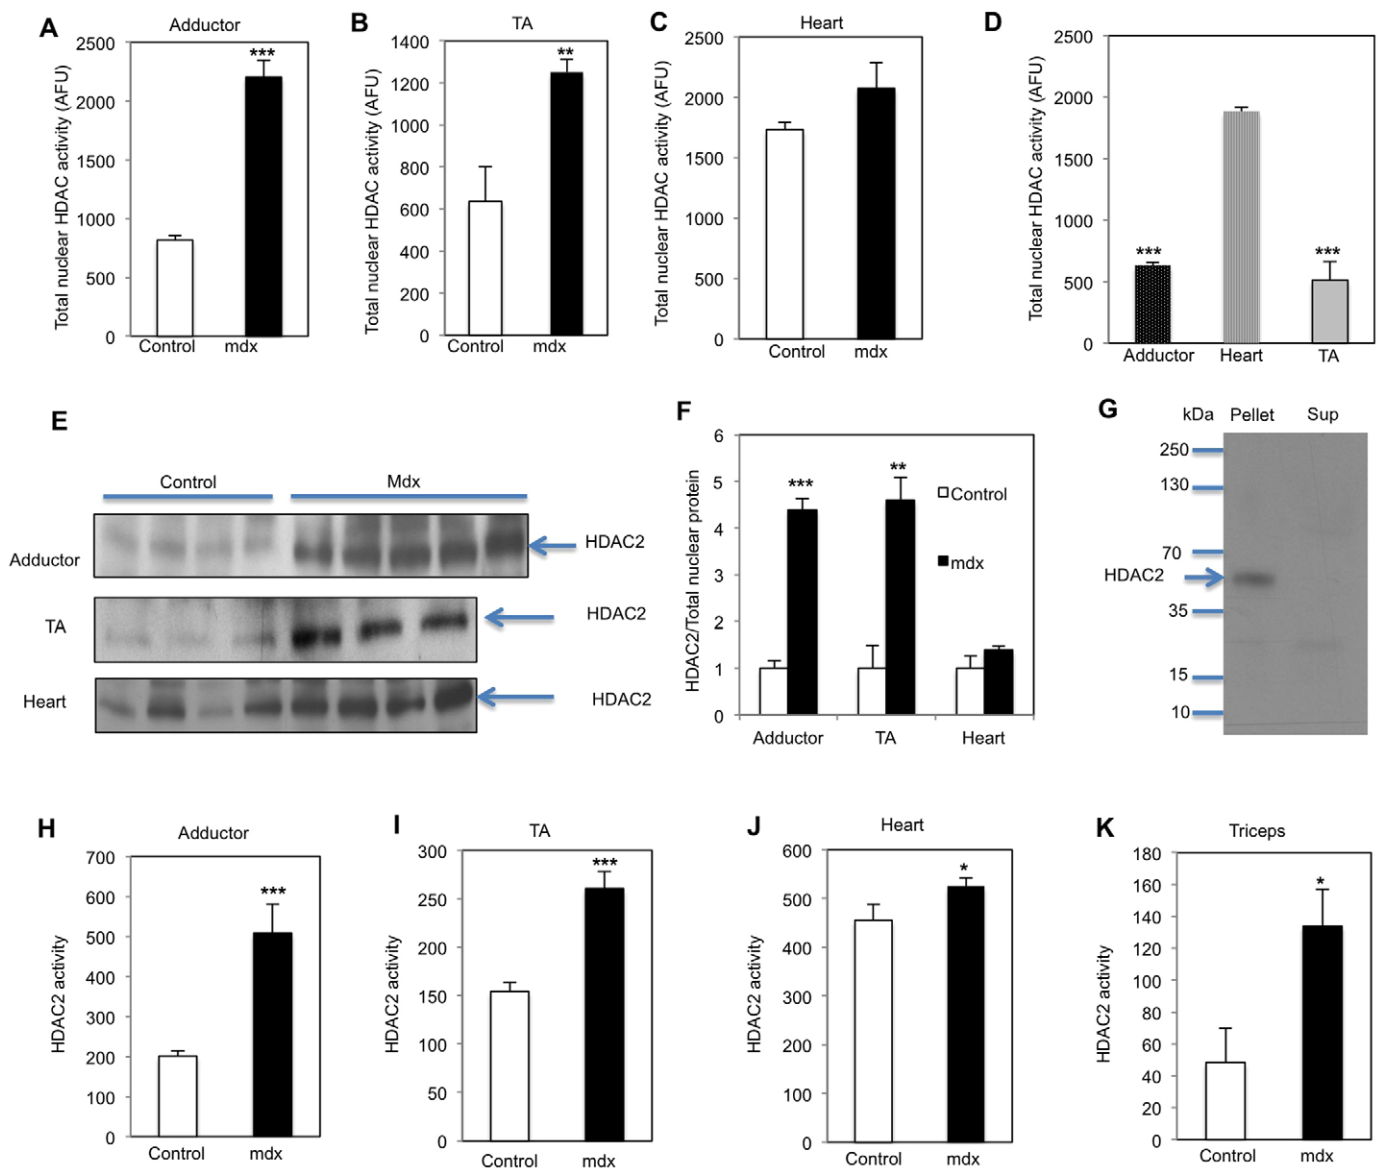 A
Adductor
Total nuclear HDAC activity (AFU)
2500
2000
1500
1000
500
0
***
Control mdx
B
TA
Total nuclear HDAC activity (AFU)
1400
1200
1000
800
600
400
200
0
**
Control mdx
C
Heart
Total nuclear HDAC activity (AFU)
2500
2000
1500
1000
500
0
Control mdx
D
Total nuclear HDAC activity (AFU)
2500
2000
1500
1000
500
0
***
***
Adductor Heart TA
E
Control Mdx
Adductor HDAC2
TA HDAC2
Heart HDAC2
F
HDAC2/Total nuclear protein
6
5
4
3
2
1
0
***
**
Control
mdx
Adductor TA Heart
G
kDa Pellet Sup
250
130
70
HDAC2
35
15
10
H
Adductor
HDAC2 activity
700
600
500
400
300
200
100
0
***
Control mdx
I
TA
HDAC2 activity
300
250
200
150
100
50
0
***
Control mdx
J
Heart
HDAC2 activity
600
500
400
300
200
100
0
*
Control mdx
K
Triceps
HDAC2 activity
180
160
140
120
100
80
60
40
20
0
*
Control mdx